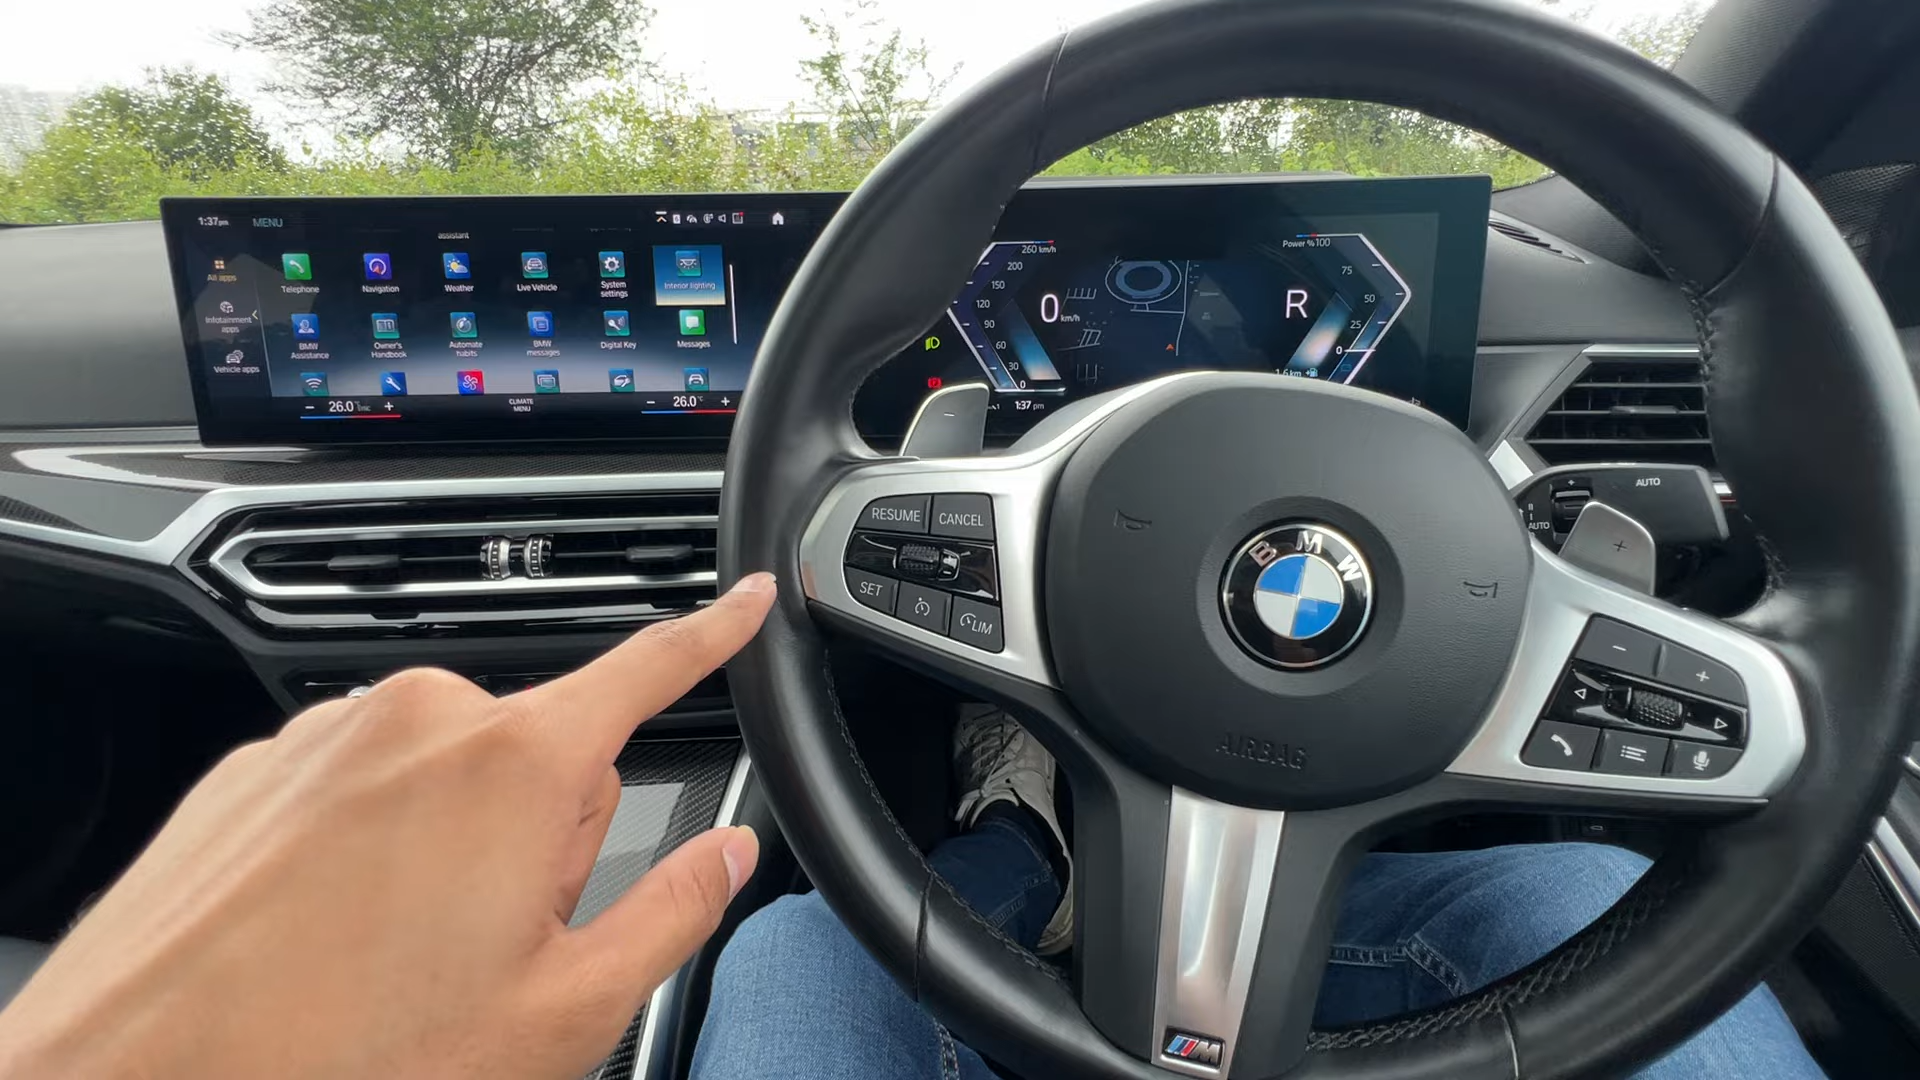 1:37pm
MENU
assistant
All apps
Telephone
Navigation
Weather
Live Vehicle
System
settings
Interior lighting
Infotainment
apps
BMW
Assistance
Owner's
Handbook
Automate
habits
BMW
messages
Digital Key
Messages
Vehicle apps
− 26.0 °C +
CLIMATE
MENU
− 26.0 °C +
260 km/h
200
150
120
90
60
30
0
0 km/h
R
Power %100
75
50
25
0
1:37 pm
1.6 km
−
+
RESUME
CANCEL
SET
LIM
BMW
AIRBAG
− +
AUTO
AUTO
M